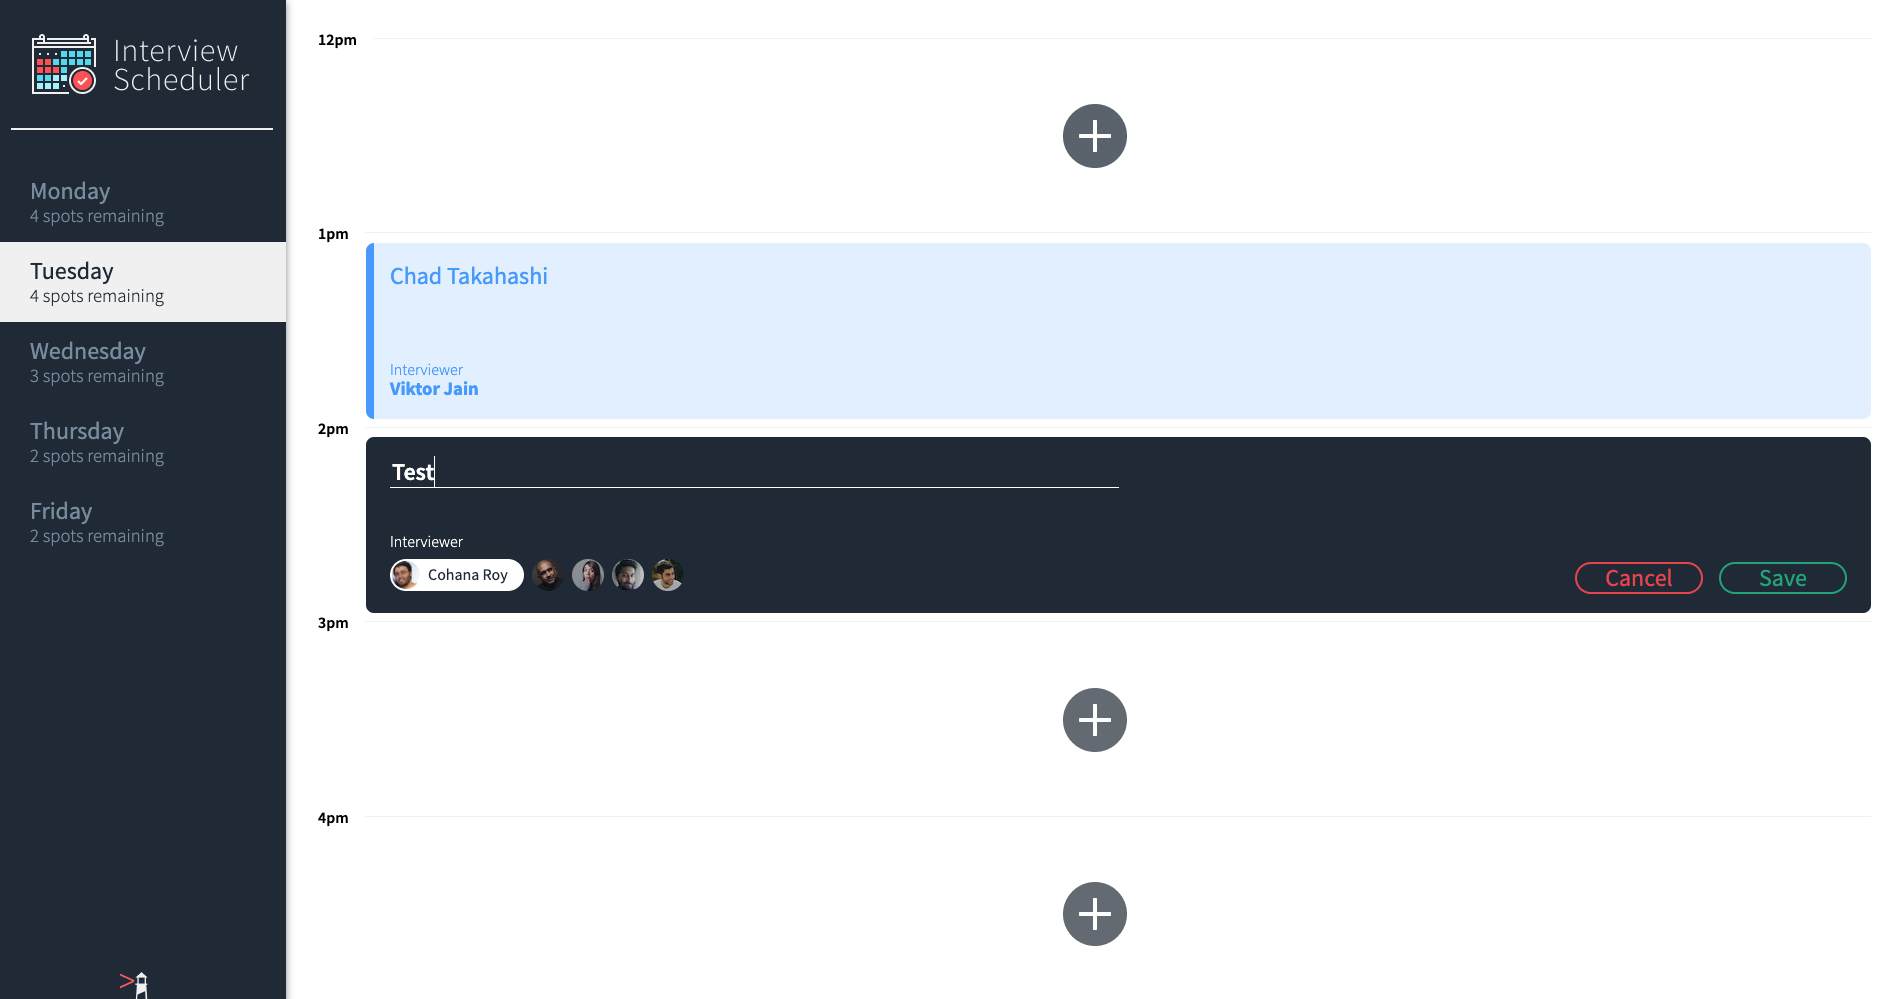 Interview
Scheduler
Monday
4 spots remaining
Tuesday
4 spots remaining
Wednesday
3 spots remaining
Thursday
2 spots remaining
Friday
2 spots remaining
12pm
1pm
Chad Takahashi
Interviewer
Viktor Jain
2pm
Test
Interviewer
Cohana Roy
Cancel
Save
3pm
4pm